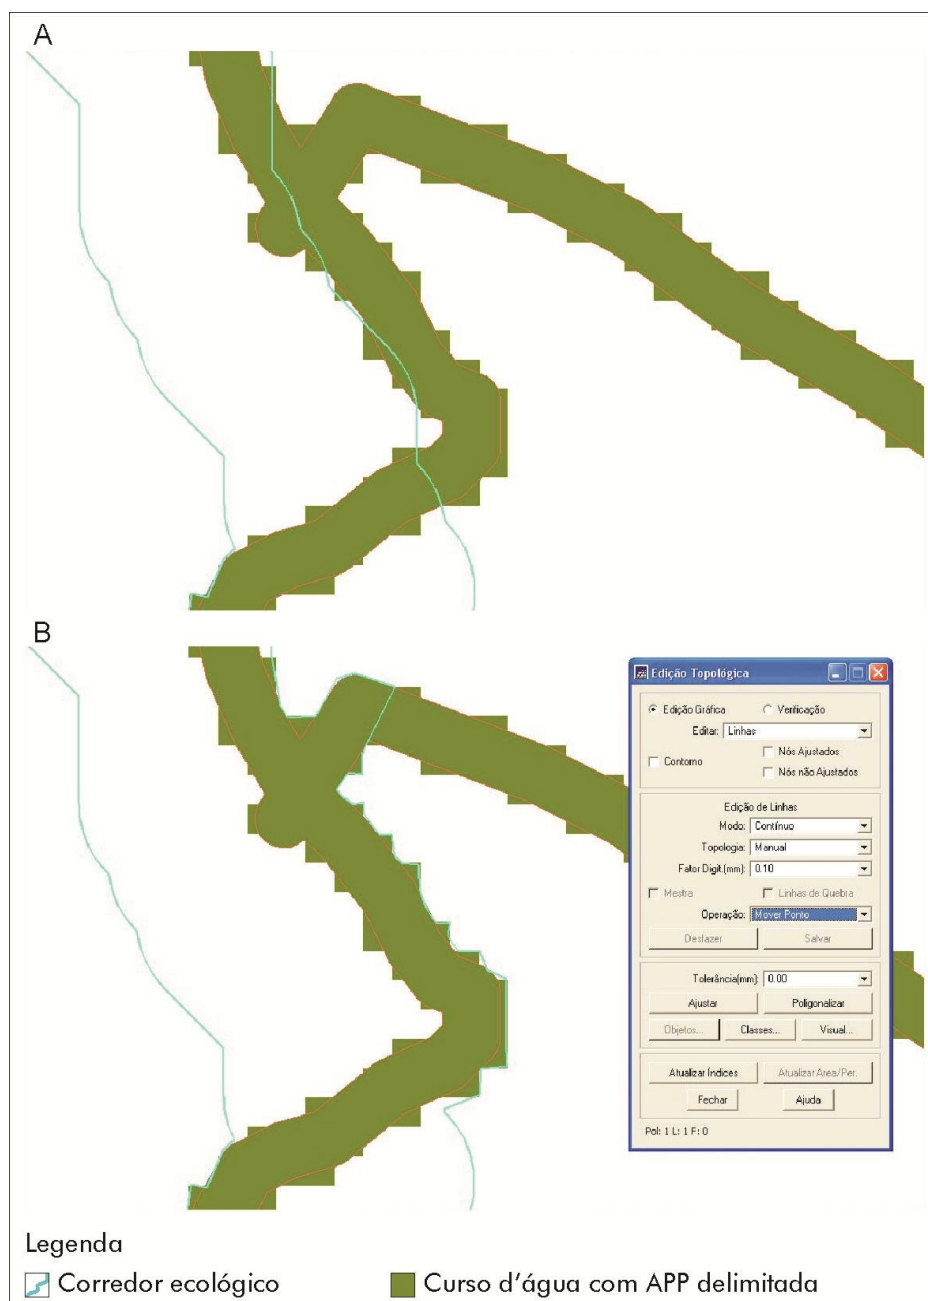 A
B
Edição Topológica
Edição Gráfica
Verificação
Editar: Linhas
Contorno
Nós Ajustados
Nós não Ajustados
Edição de Linhas
Modo: Contínuo
Topologia: Manual
Fator Digit.(mm): 0.10
Mestra
Linhas de Quebra
Operação: Mover Ponto
Desfazer
Salvar
Tolerância(mm): 0.00
Ajustar
Poligonalizar
Objetos...
Classes...
Visual...
Atualizar Índices
Atualizar Area/Per.
Fechar
Ajuda
Pol: 1 L: 1 F: 0
Legenda
Corredor ecológico
Curso d'água com APP delimitada